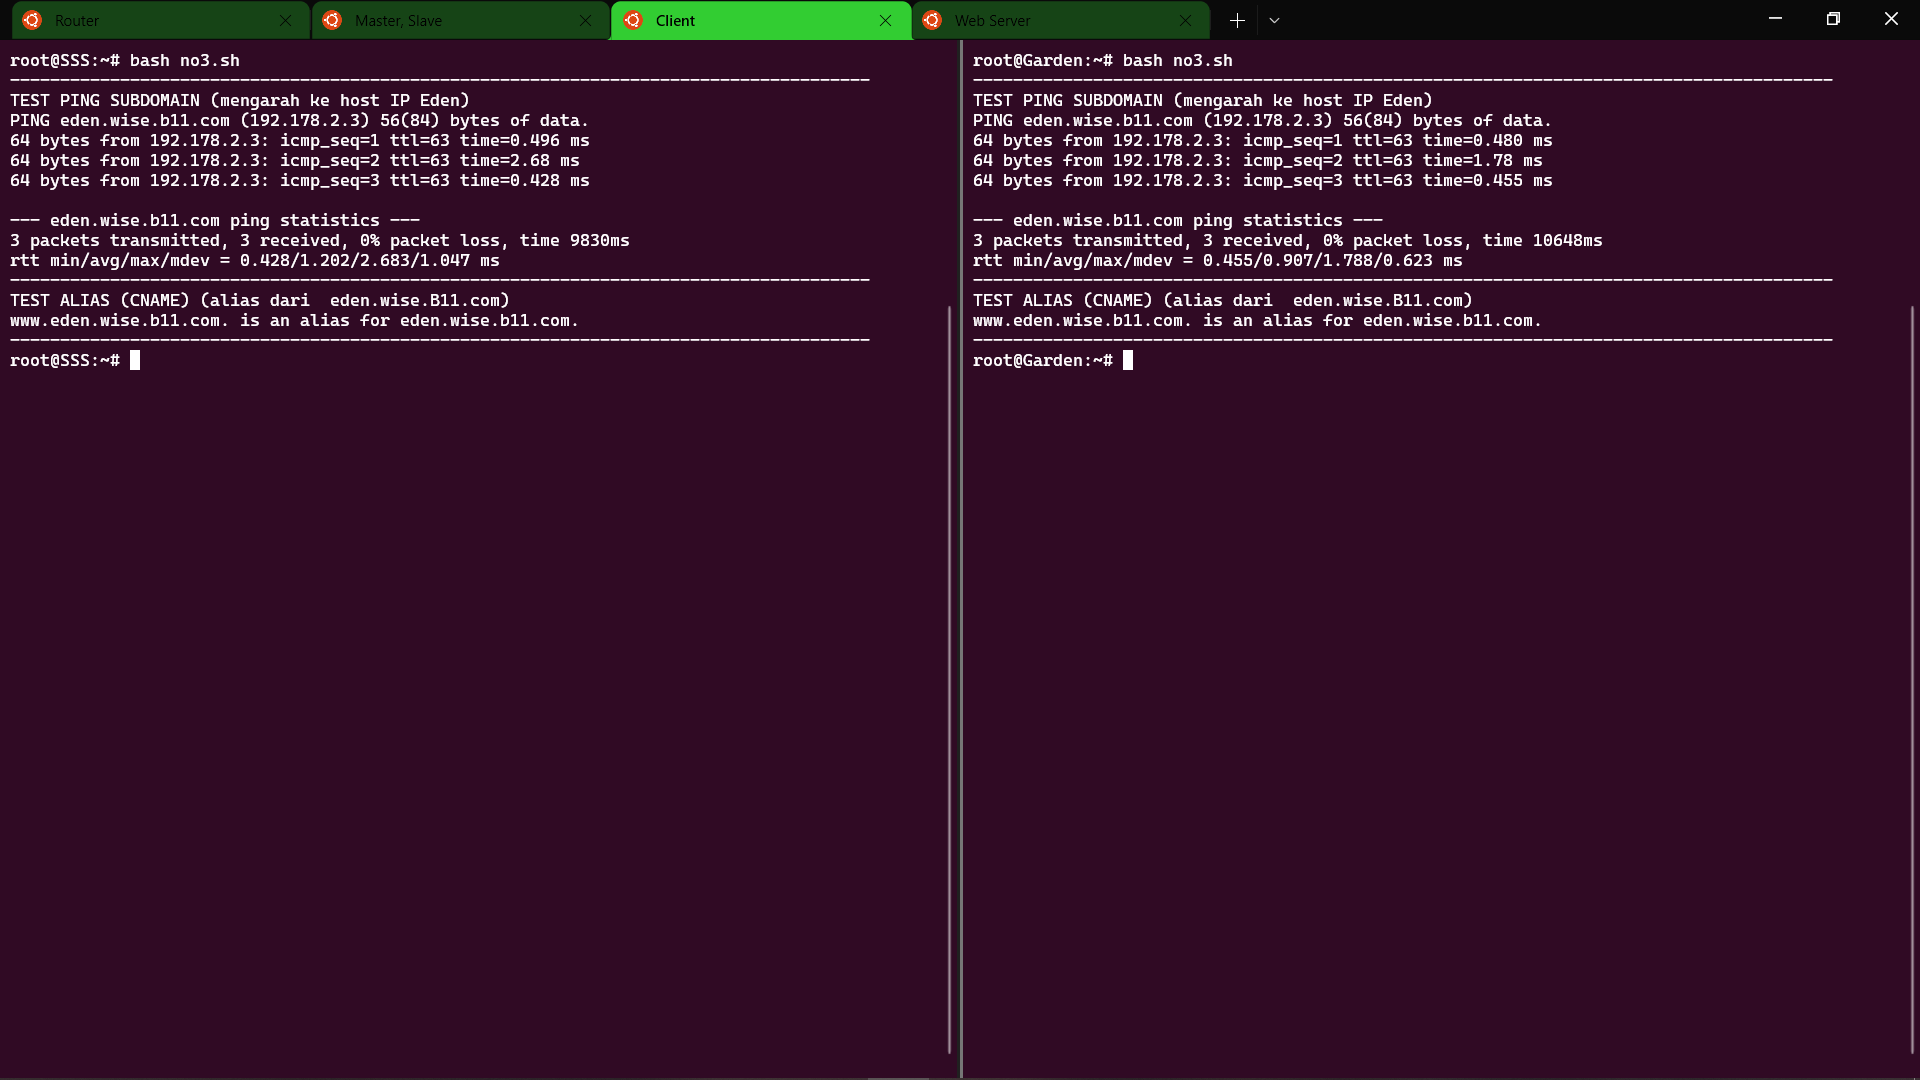 Router
Master, Slave
Client
Web Server
root@SSS:~# bash no3.sh
--------------------------------------------------------------------------------------
TEST PING SUBDOMAIN (mengarah ke host IP Eden)
PING eden.wise.b11.com (192.178.2.3) 56(84) bytes of data.
64 bytes from 192.178.2.3: icmp_seq=1 ttl=63 time=0.496 ms
64 bytes from 192.178.2.3: icmp_seq=2 ttl=63 time=2.68 ms
64 bytes from 192.178.2.3: icmp_seq=3 ttl=63 time=0.428 ms
--- eden.wise.b11.com ping statistics ---
3 packets transmitted, 3 received, 0% packet loss, time 9830ms
rtt min/avg/max/mdev = 0.428/1.202/2.683/1.047 ms
--------------------------------------------------------------------------------------
TEST ALIAS (CNAME) (alias dari  eden.wise.B11.com)
www.eden.wise.b11.com. is an alias for eden.wise.b11.com.
--------------------------------------------------------------------------------------
root@SSS:~#
root@Garden:~# bash no3.sh
--------------------------------------------------------------------------------------
TEST PING SUBDOMAIN (mengarah ke host IP Eden)
PING eden.wise.b11.com (192.178.2.3) 56(84) bytes of data.
64 bytes from 192.178.2.3: icmp_seq=1 ttl=63 time=0.480 ms
64 bytes from 192.178.2.3: icmp_seq=2 ttl=63 time=1.78 ms
64 bytes from 192.178.2.3: icmp_seq=3 ttl=63 time=0.455 ms
--- eden.wise.b11.com ping statistics ---
3 packets transmitted, 3 received, 0% packet loss, time 10648ms
rtt min/avg/max/mdev = 0.455/0.907/1.788/0.623 ms
--------------------------------------------------------------------------------------
TEST ALIAS (CNAME) (alias dari  eden.wise.B11.com)
www.eden.wise.b11.com. is an alias for eden.wise.b11.com.
--------------------------------------------------------------------------------------
root@Garden:~#